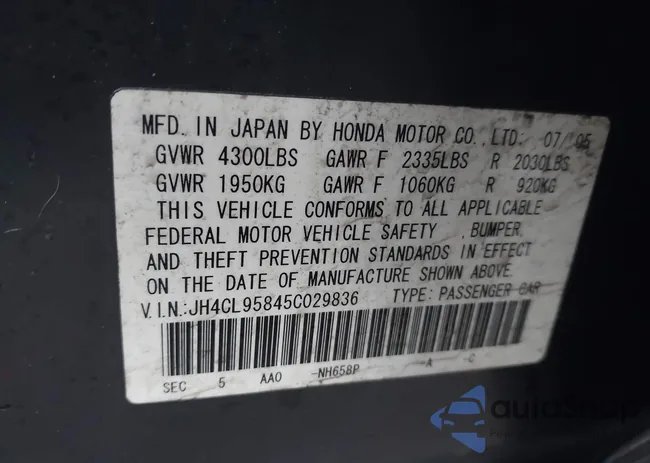 MFD. IN JAPAN BY HONDA MOTOR CO., LTD. 07/05
GVWR 4300LBS GAWR F 2335LBS R 2030LBS
GVWR 1950KG GAWR F 1060KG R 920KG
THIS VEHICLE CONFORMS TO ALL APPLICABLE
FEDERAL MOTOR VEHICLE SAFETY , BUMPER,
AND THEFT PREVENTION STANDARDS IN EFFECT
ON THE DATE OF MANUFACTURE SHOWN ABOVE.
V.I.N.:JH4CL95845C029836 TYPE: PASSENGER CAR
SEC 5 AAO -NH658P -A -C
autoSnap